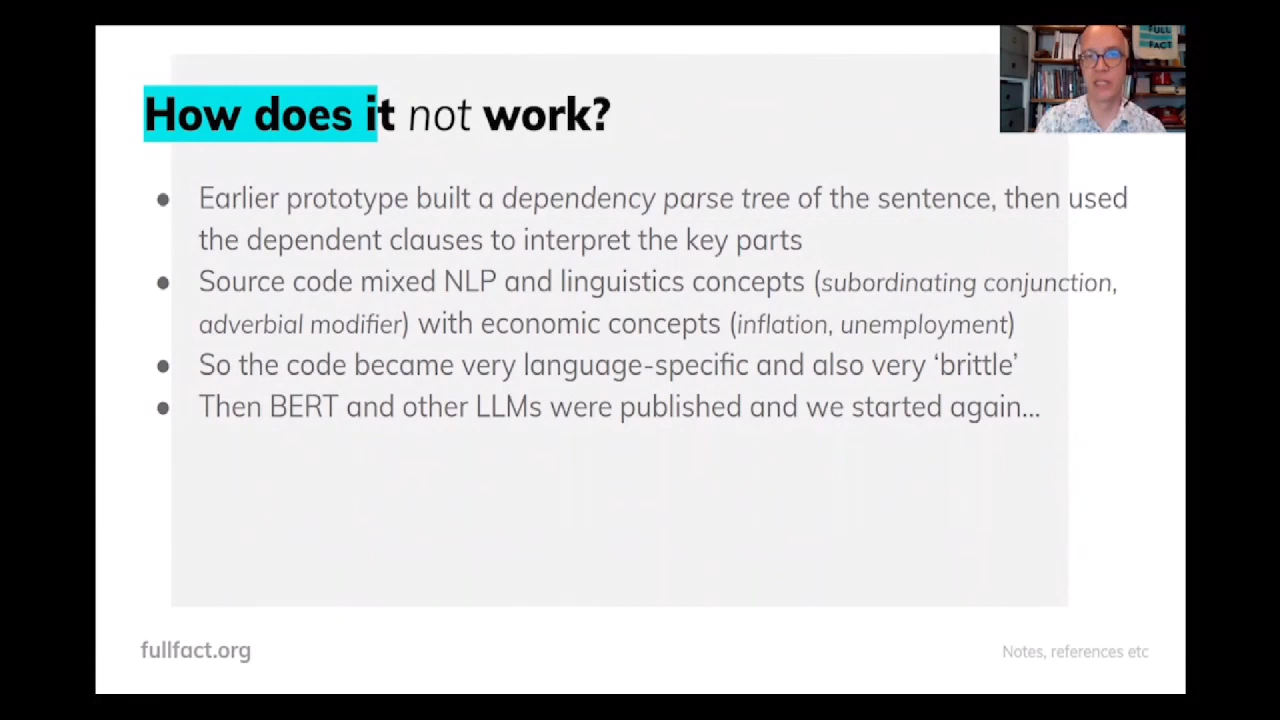 FULL
FACT
How does it not work?
● Earlier prototype built a dependency parse tree of the sentence, then used
the dependent clauses to interpret the key parts
● Source code mixed NLP and linguistics concepts (subordinating conjunction,
adverbial modifier) with economic concepts (inflation, unemployment)
● So the code became very language-specific and also very ‘brittle’
● Then BERT and other LLMs were published and we started again...
fullfact.org
Notes, references etc